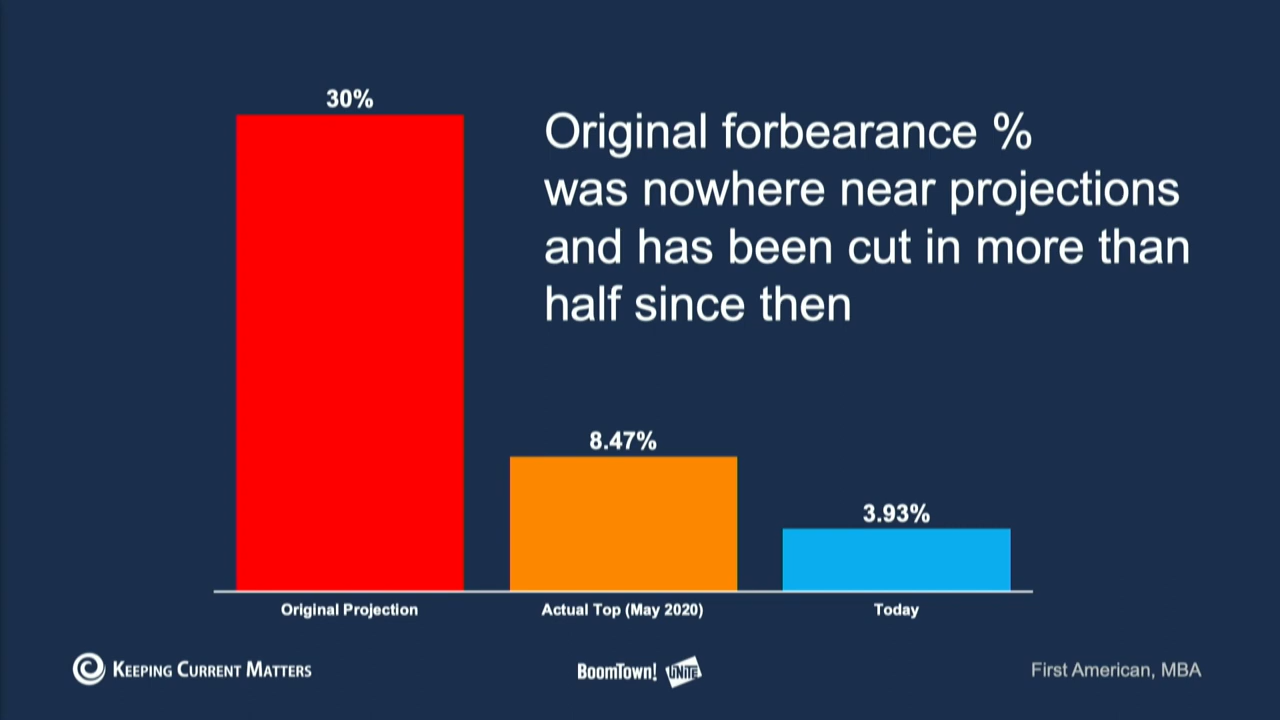 30%
Original forbearance %
was nowhere near projections
and has been cut in more than
half since then
8.47%
3.93%
Original Projection
Actual Top (May 2020)
Today
KEEPING CURRENT MATTERS
BoomTown! UNITE
First American, MBA